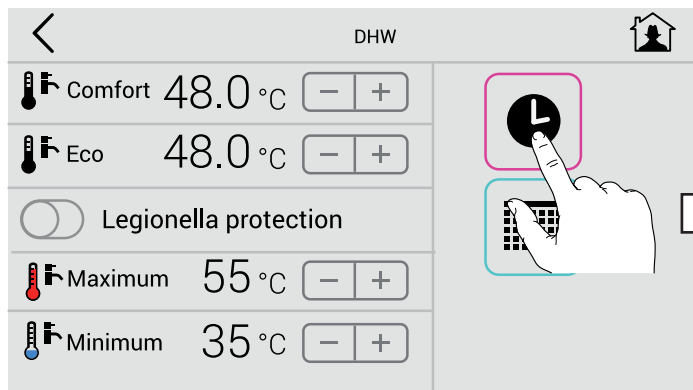 DHW
Comfort 48.0 °C − +
Eco 48.0 °C − +
Legionella protection
Maximum 55 °C − +
Minimum 35 °C − +